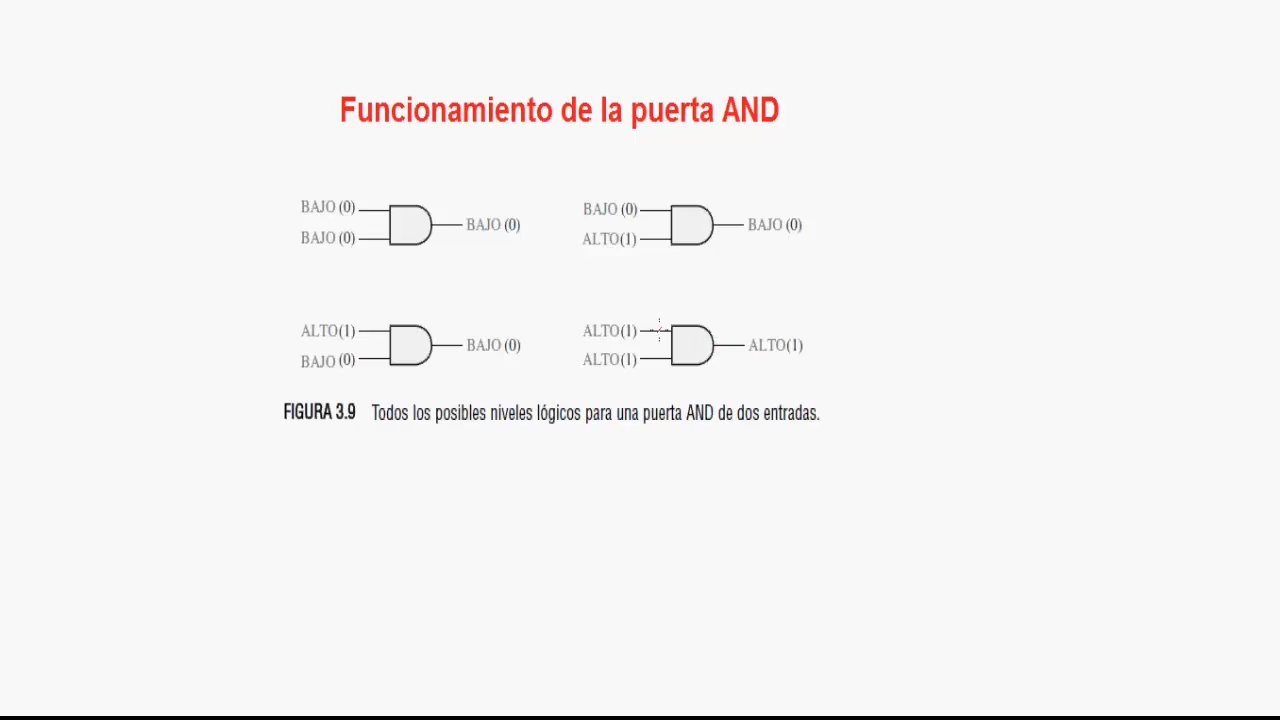 Funcionamiento de la puerta AND
BAJO (0)
BAJO (0)
BAJO (0)
BAJO (0)
ALTO(1)
BAJO (0)
ALTO(1)
BAJO (0)
BAJO (0)
ALTO(1)
ALTO(1)
ALTO(1)
FIGURA 3.9 Todos los posibles niveles lógicos para una puerta AND de dos entradas.